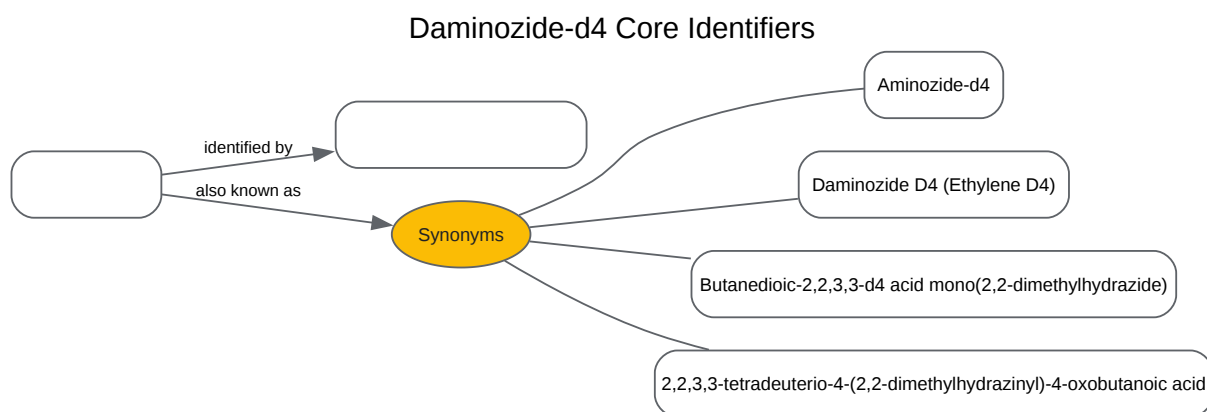 Daminozide-d4 Core Identifiers
Aminozide-d4
identified by
Daminozide D4 (Ethylene D4)
also known as
Synonyms
Butanedioic-2,2,3,3-d4 acid mono(2,2-dimethylhydrazide)
2,2,3,3-tetradeuterio-4-(2,2-dimethylhydrazinyl)-4-oxobutanoic acid